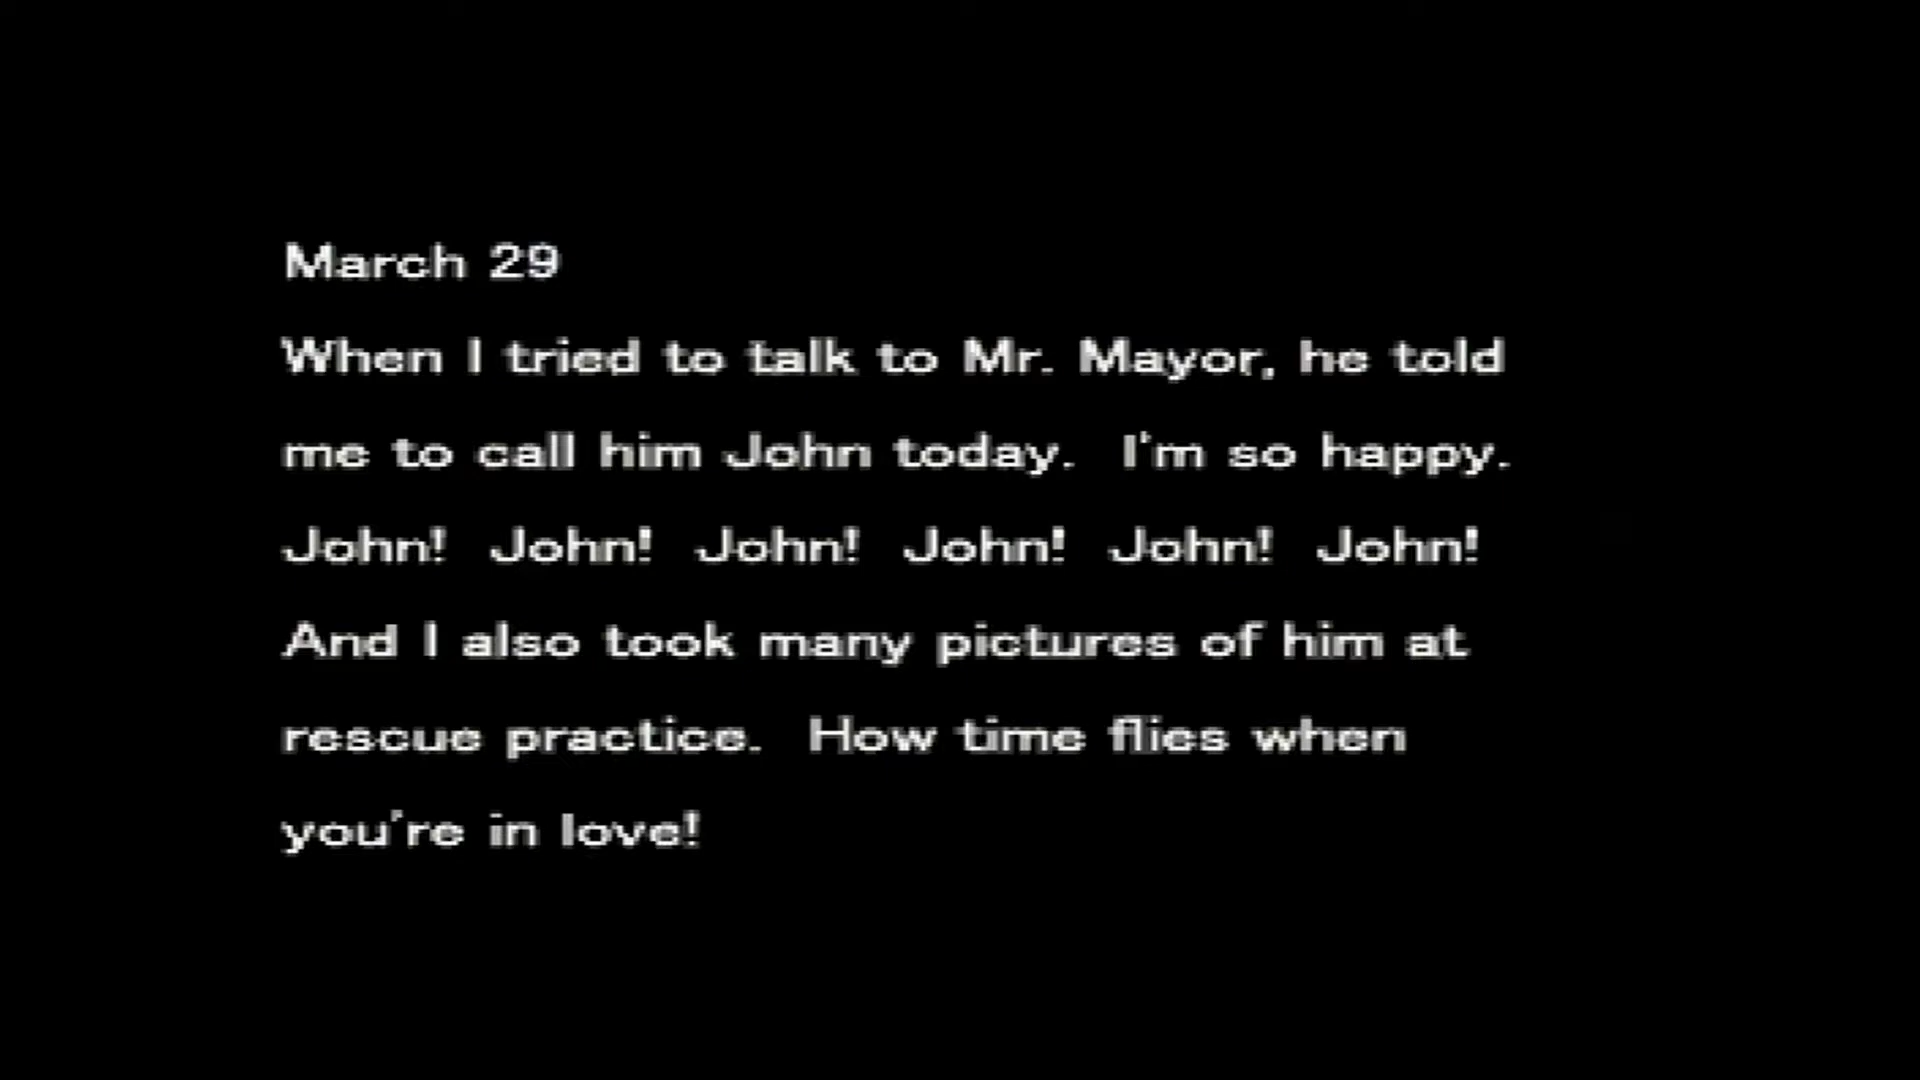 March 29
When I tried to talk to Mr. Mayor, he told
me to call him John today.  I'm so happy.
John!  John!  John!  John!  John!  John!
And I also took many pictures of him at
rescue practice.  How time flies when
you're in love!